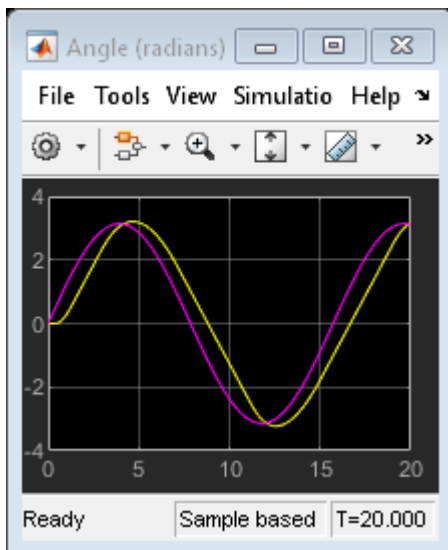 Angle (radians)
File Tools View Simulatio Help
4
2
0
-2
-4
0 5 10 15 20
Ready Sample based T=20.000